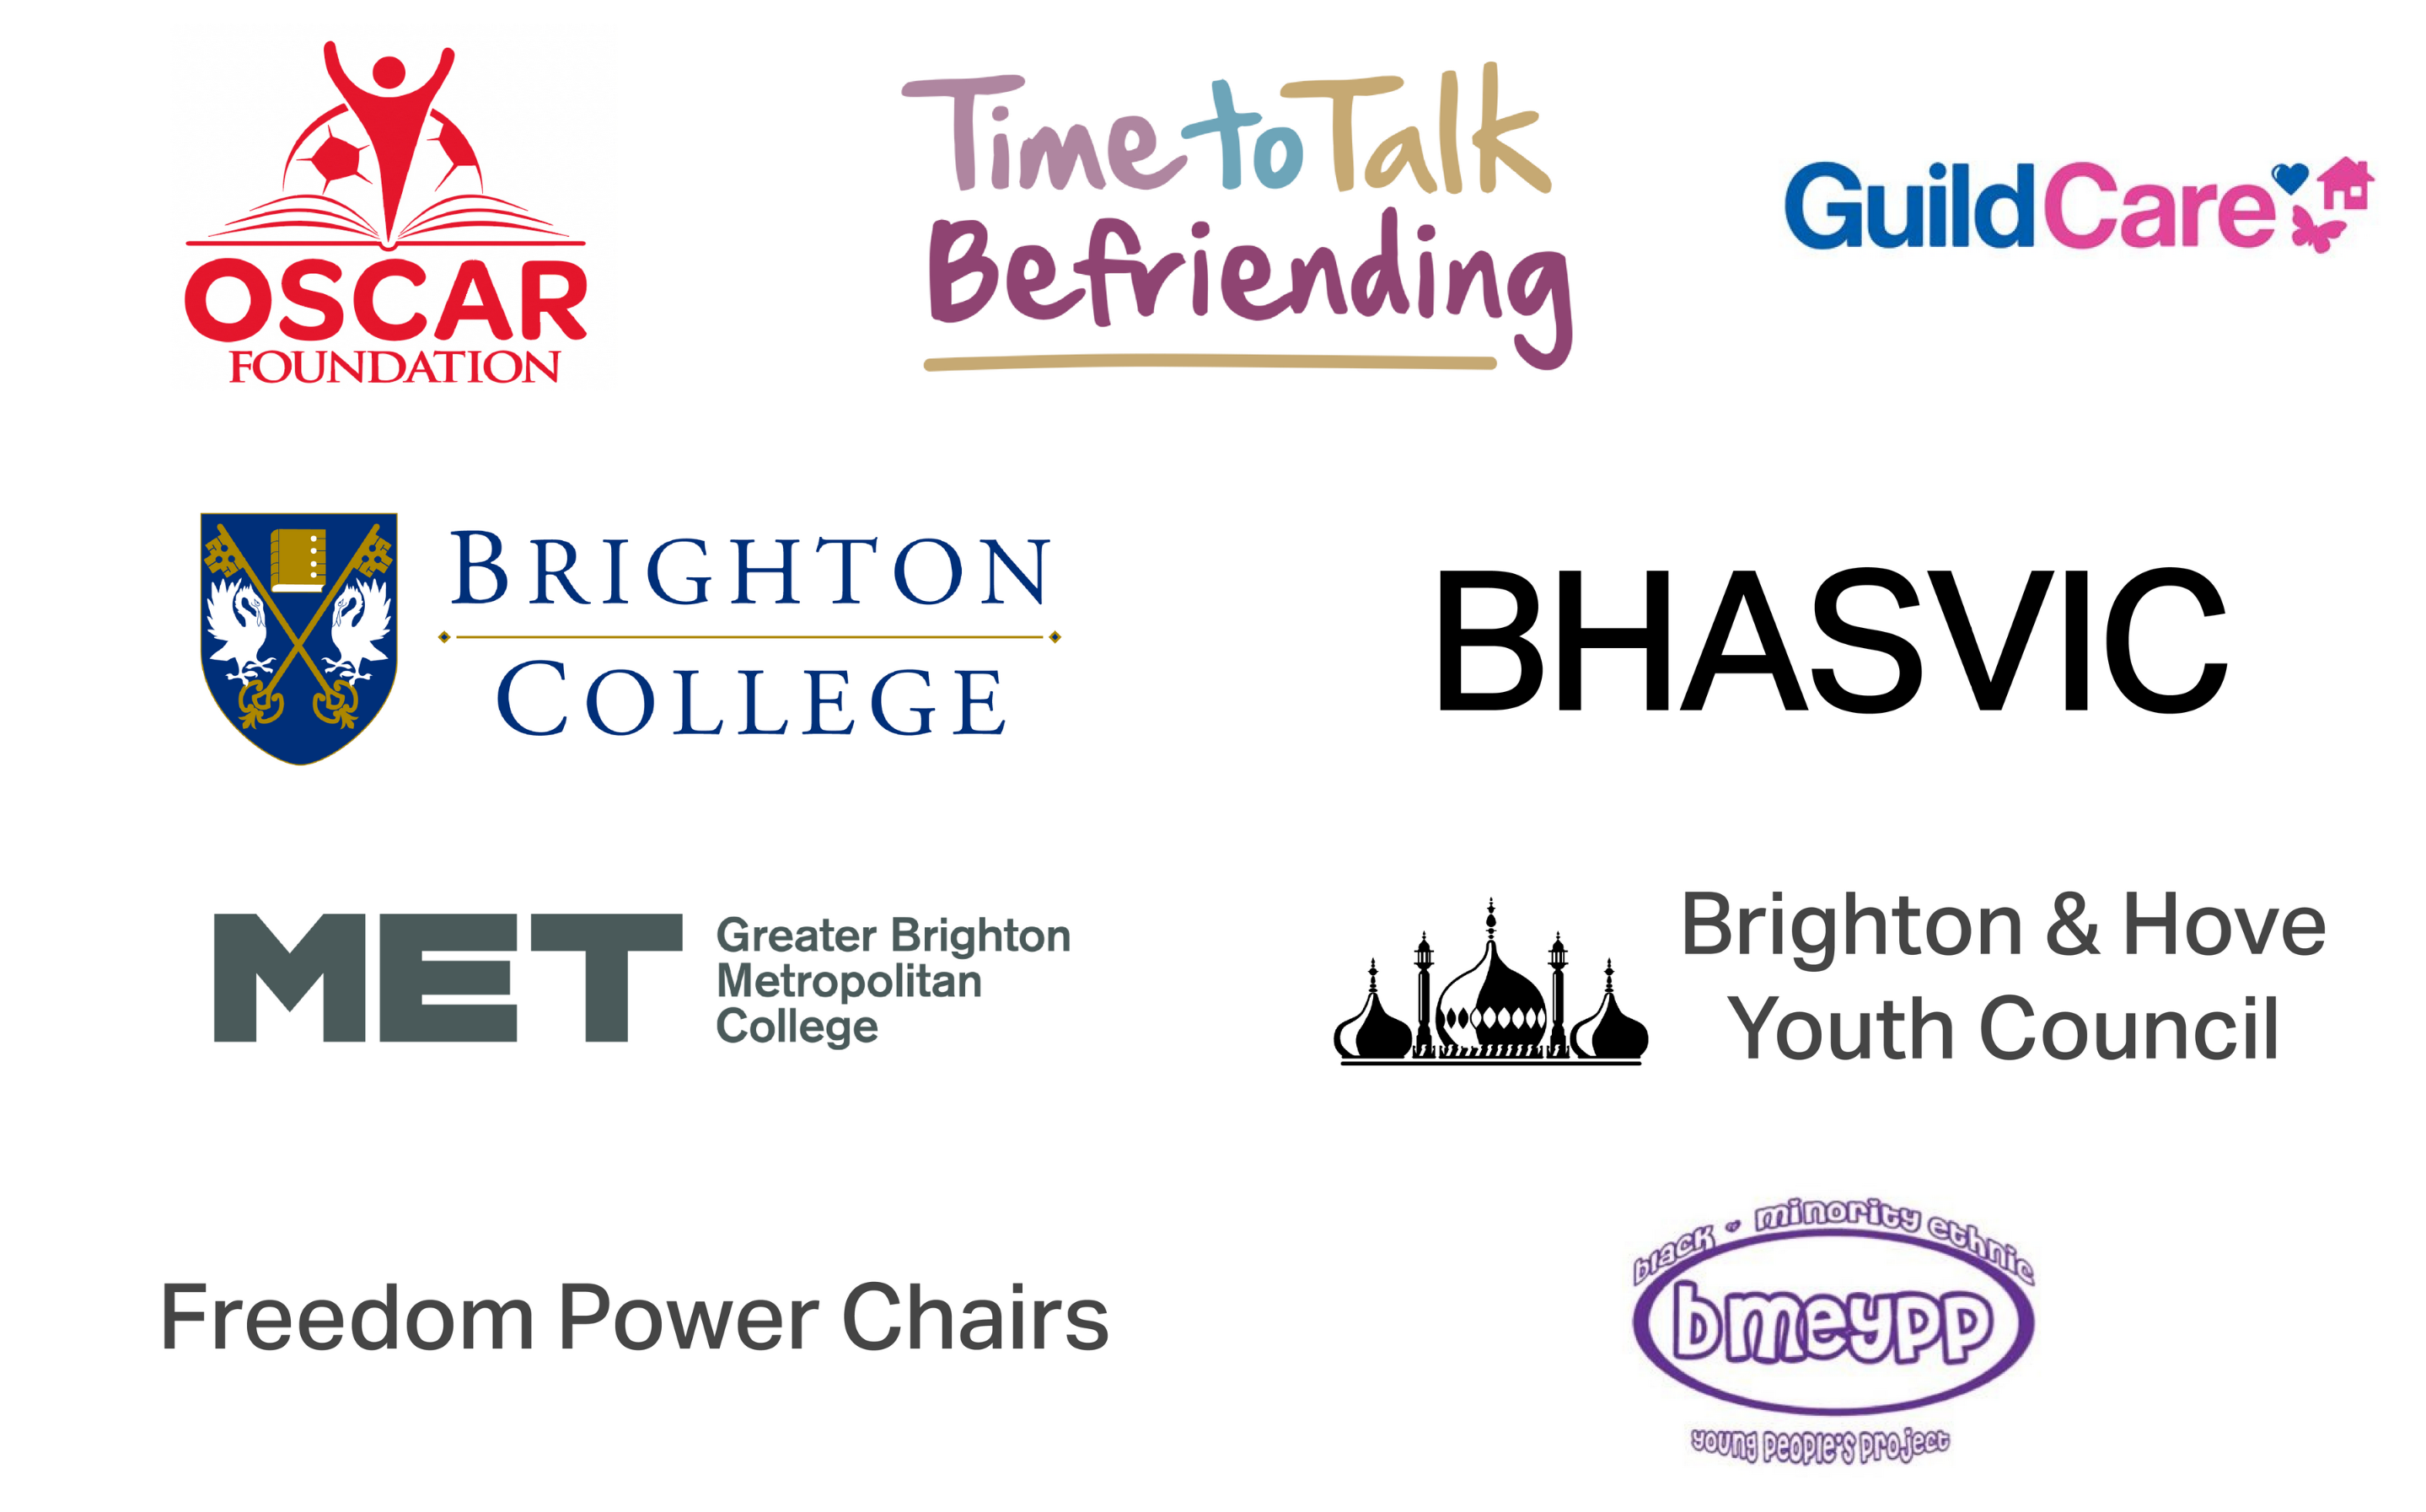 OSCAR
FOUNDATION
Time to Talk
Befriending
GuildCare
BRIGHTON
COLLEGE
BHASVIC
MET
Greater Brighton
Metropolitan
College
Brighton & Hove
Youth Council
Freedom Power Chairs
black & minority ethnic
bmeypp
young people's project